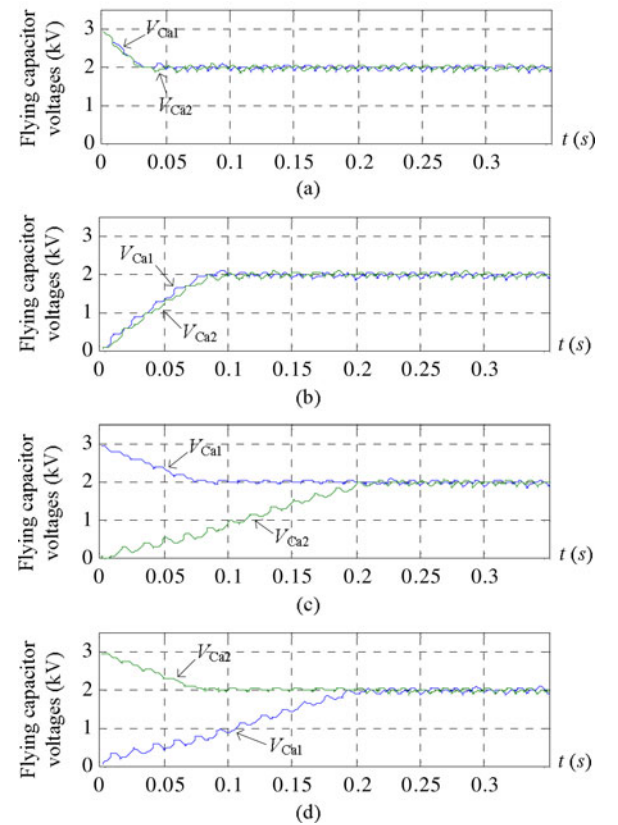 Flying capacitor
voltages (kV)
3
2
1
0
V_Ca1
V_Ca2
0 0.05 0.1 0.15 0.2 0.25 0.3
t (s)
(a)
Flying capacitor
voltages (kV)
3
2
1
0
V_Ca1
V_Ca2
0 0.05 0.1 0.15 0.2 0.25 0.3
t (s)
(b)
Flying capacitor
voltages (kV)
3
2
1
0
V_Ca1
V_Ca2
0 0.05 0.1 0.15 0.2 0.25 0.3
t (s)
(c)
Flying capacitor
voltages (kV)
3
2
1
0
V_Ca2
V_Ca1
0 0.05 0.1 0.15 0.2 0.25 0.3
t (s)
(d)